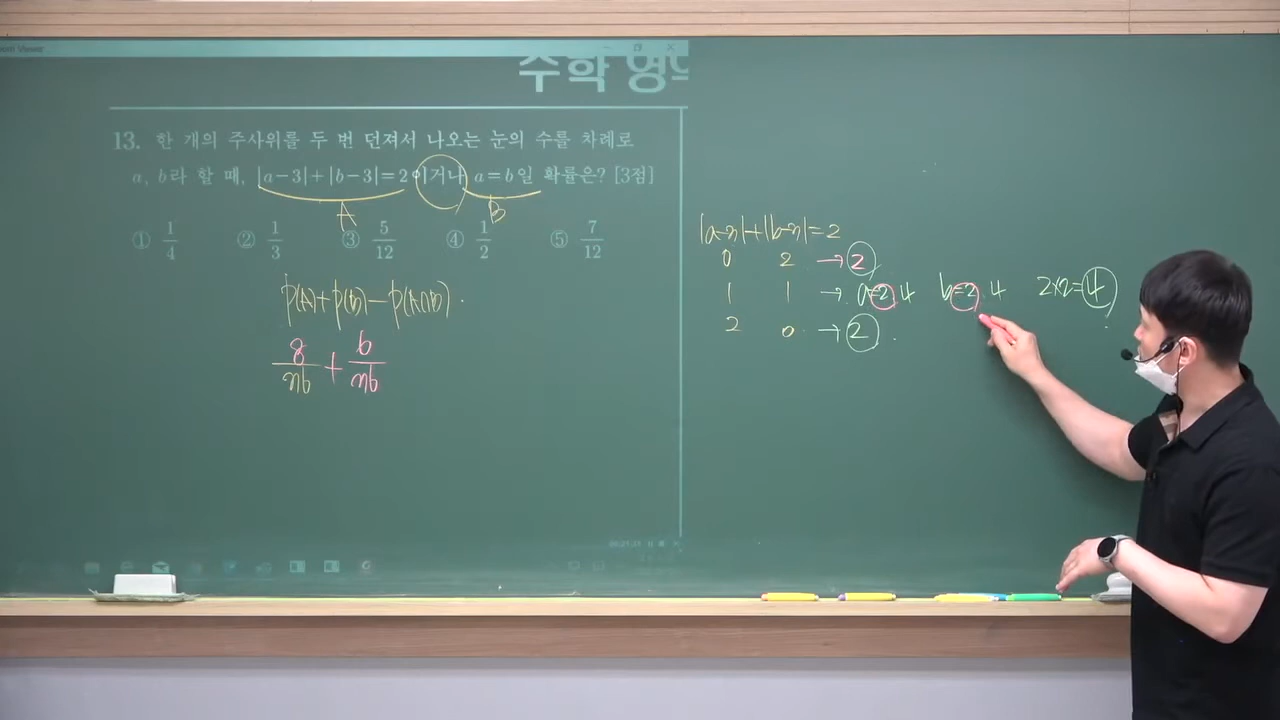 수학 영역
13. 한 개의 주사위를 두 번 던져서 나오는 눈의 수를 차례로
a, b라 할 때, |a-3|+|b-3|=2이거나 a=b일 확률은? [3점]
A B
① 1/4 ② 1/3 ③ 5/12 ④ 1/2 ⑤ 7/12
P(A)+P(B)-P(A∩B).
8/36 + 6/36
|a-3|+|b-3|=2
0 2 → 2
1 1 → a=2, 4 b=2, 4 2×2=4
2 0 → 2